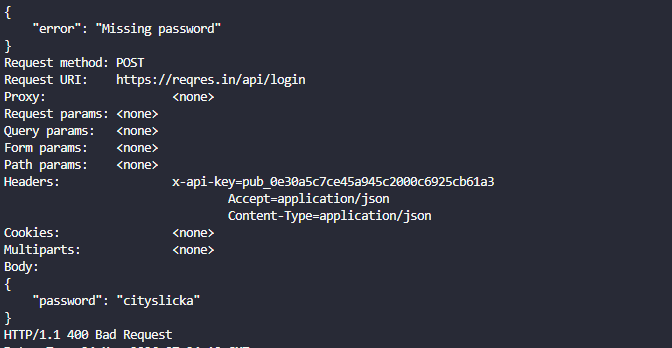 {
    "error": "Missing password"
}
Request method: POST
Request URI:    https://reqres.in/api/login
Proxy:          <none>
Request params: <none>
Query params:   <none>
Form params:    <none>
Path params:    <none>
Headers:        x-api-key=pub_0e30a5c7ce45a945c2000c6925cb61a3
                Accept=application/json
                Content-Type=application/json
Cookies:        <none>
Multiparts:     <none>
Body:
{
    "password": "cityslicka"
}
HTTP/1.1 400 Bad Request